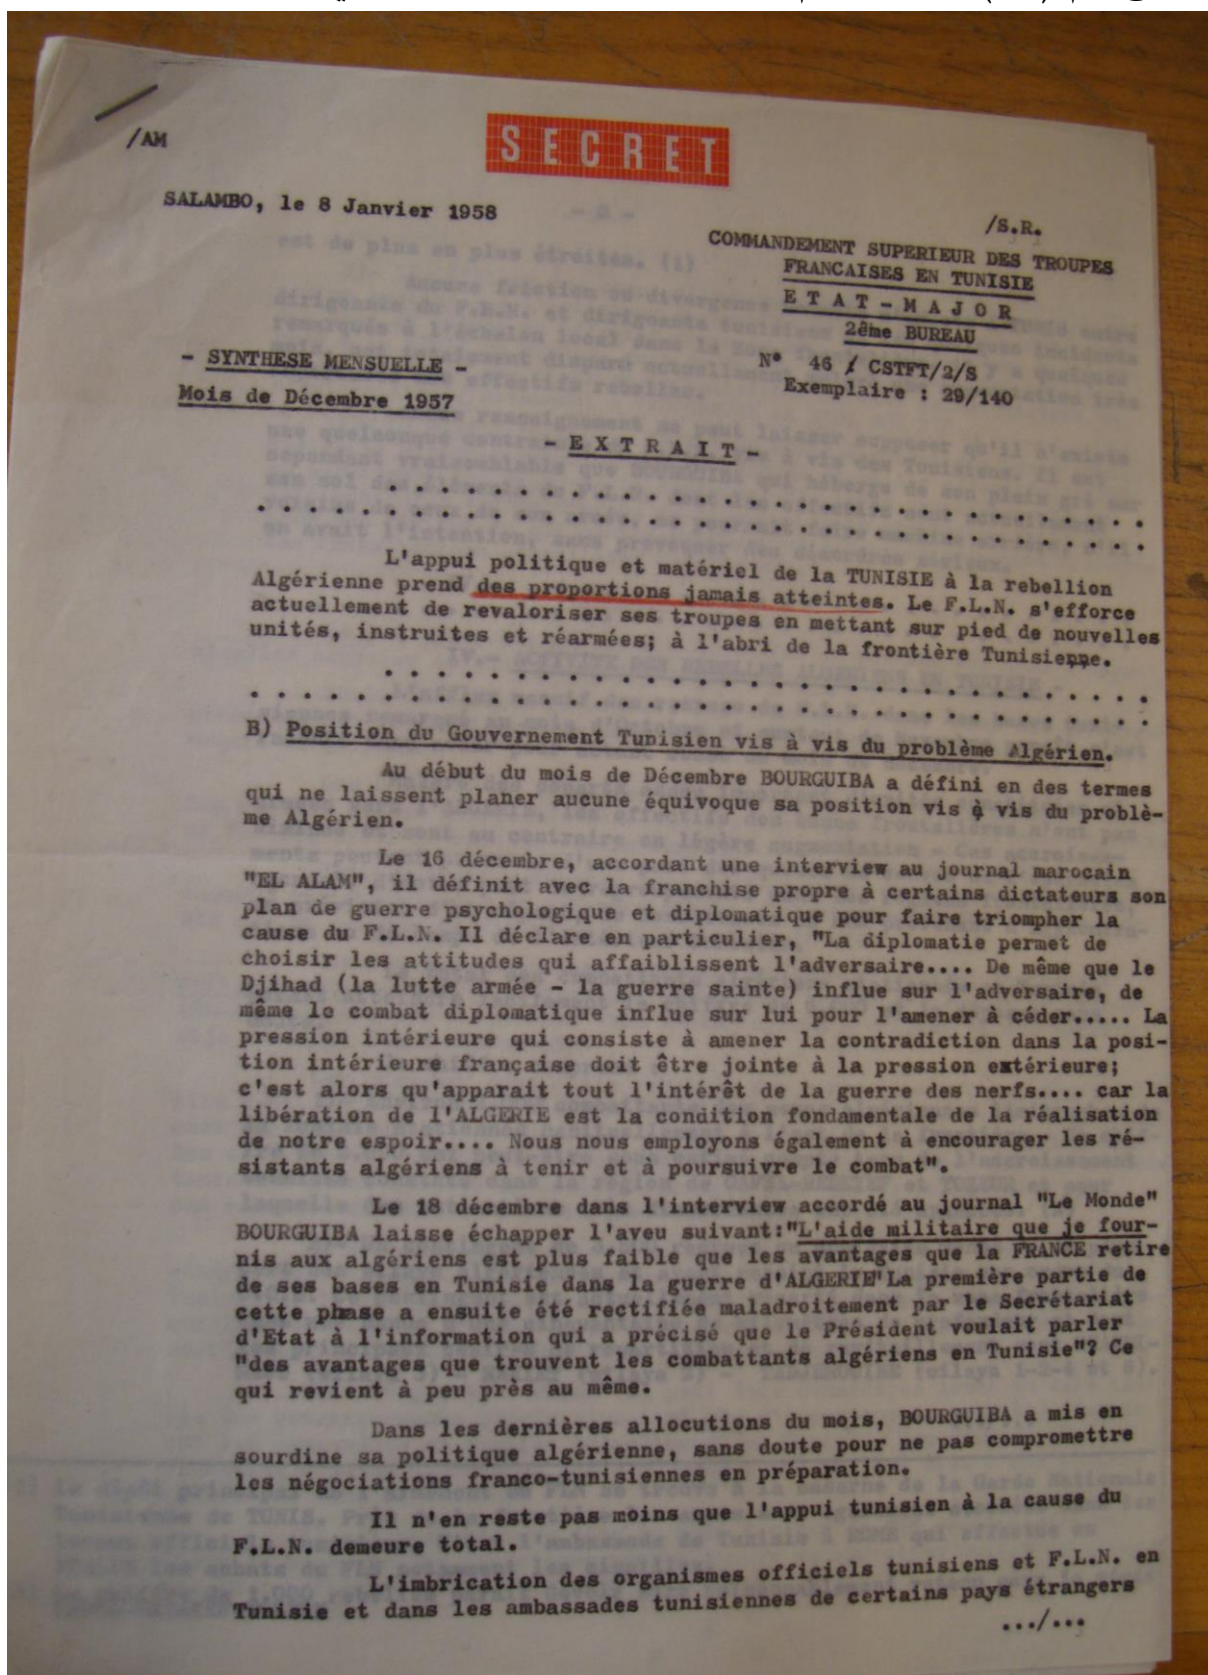 /AM
SECRET
SALAMBO, le 8 Janvier 1958
/S.R.
COMMANDEMENT SUPERIEUR DES TROUPES
FRANCAISES EN TUNISIE
ETAT-MAJOR
2ème BUREAU
N° 46 / CSTFT/2/S
Exemplaire : 29/140
- SYNTHESE MENSUELLE -
Mois de Décembre 1957
- EXTRAIT -
L'appui politique et matériel de la TUNISIE à la rebellion
Algérienne prend des proportions jamais atteintes. Le F.L.N. s'efforce
actuellement de revaloriser ses troupes en mettant sur pied de nouvelles
unités, instruites et réarmées; à l'abri de la frontière Tunisienne.
B) Position du Gouvernement Tunisien vis à vis du problème Algérien.
Au début du mois de Décembre BOURGUIBA a défini en des termes
qui ne laissent planer aucune équivoque sa position vis à vis du problè-
me Algérien.
Le 16 décembre, accordant une interview au journal marocain
"EL ALAM", il définit avec la franchise propre à certains dictateurs son
plan de guerre psychologique et diplomatique pour faire triompher la
cause du F.L.N. Il déclare en particulier, "La diplomatie permet de
choisir les attitudes qui affaiblissent l'adversaire.... De même que le
Djihad (la lutte armée - la guerre sainte) influe sur l'adversaire, de
même le combat diplomatique influe sur lui pour l'amener à céder..... La
pression intérieure qui consiste à amener la contradiction dans la posi-
tion intérieure française doit être jointe à la pression extérieure;
c'est alors qu'apparait tout l'intérêt de la guerre des nerfs.... car la
libération de l'ALGERIE est la condition fondamentale de la réalisation
de notre espoir.... Nous nous employons également à encourager les ré-
sistants algériens à tenir et à poursuivre le combat".
Le 18 décembre dans l'interview accordé au journal "Le Monde"
BOURGUIBA laisse échapper l'aveu suivant:"L'aide militaire que je four-
nis aux algériens est plus faible que les avantages que la FRANCE retire
de ses bases en Tunisie dans la guerre d'ALGERIE"La première partie de
cette phase a ensuite été rectifiée maladroitement par le Secrétariat
d'Etat à l'information qui a précisé que le Président voulait parler
"des avantages que trouvent les combattants algériens en Tunisie"? Ce
qui revient à peu près au même.
Dans les dernières allocutions du mois, BOURGUIBA a mis en
sourdine sa politique algérienne, sans doute pour ne pas compromettre
les négociations franco-tunisiennes en préparation.
Il n'en reste pas moins que l'appui tunisien à la cause du
F.L.N. demeure total.
L'imbrication des organismes officiels tunisiens et F.L.N. en
Tunisie et dans les ambassades tunisiennes de certains pays étrangers
.../...